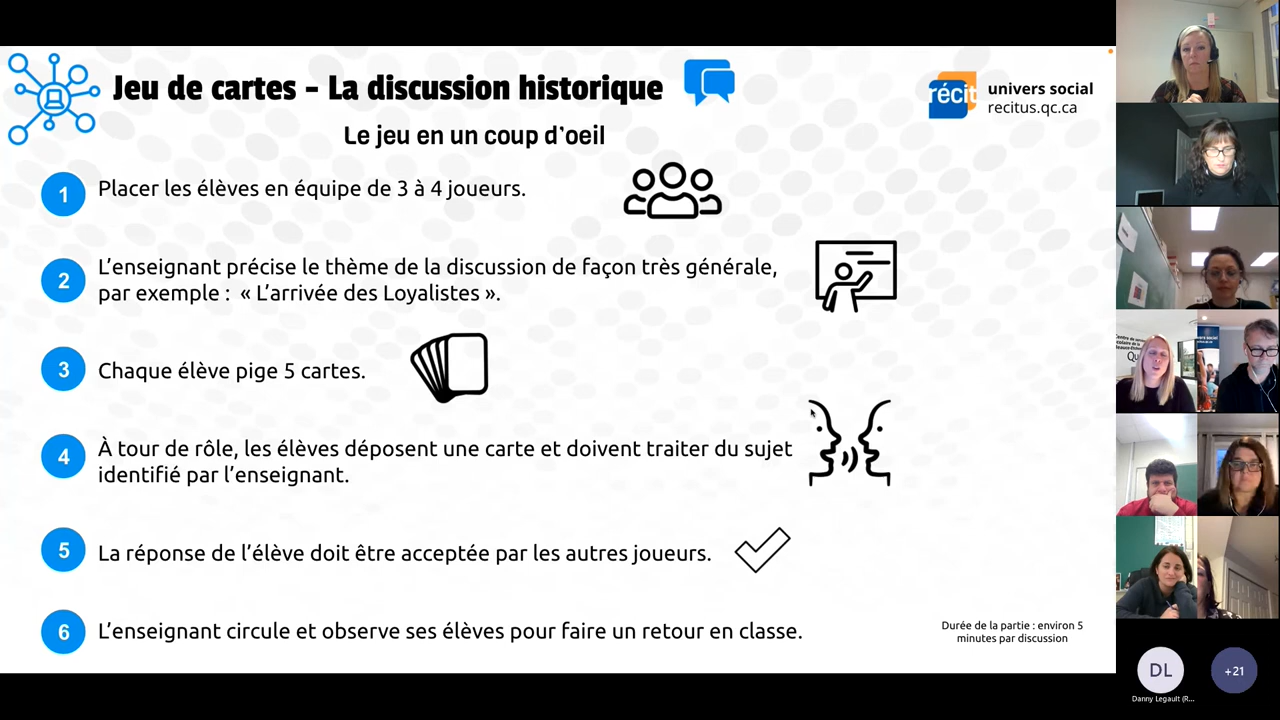 Jeu de cartes - La discussion historique
récit
univers social
recitus.qc.ca
Le jeu en un coup d'oeil
1
Placer les élèves en équipe de 3 à 4 joueurs.
2
L'enseignant précise le thème de la discussion de façon très générale,
par exemple : « L'arrivée des Loyalistes ».
3
Chaque élève pige 5 cartes.
4
À tour de rôle, les élèves déposent une carte et doivent traiter du sujet
identifié par l'enseignant.
5
La réponse de l'élève doit être acceptée par les autres joueurs.
6
L'enseignant circule et observe ses élèves pour faire un retour en classe.
Durée de la partie : environ 5
minutes par discussion
DL
+21
Danny Legault (R...